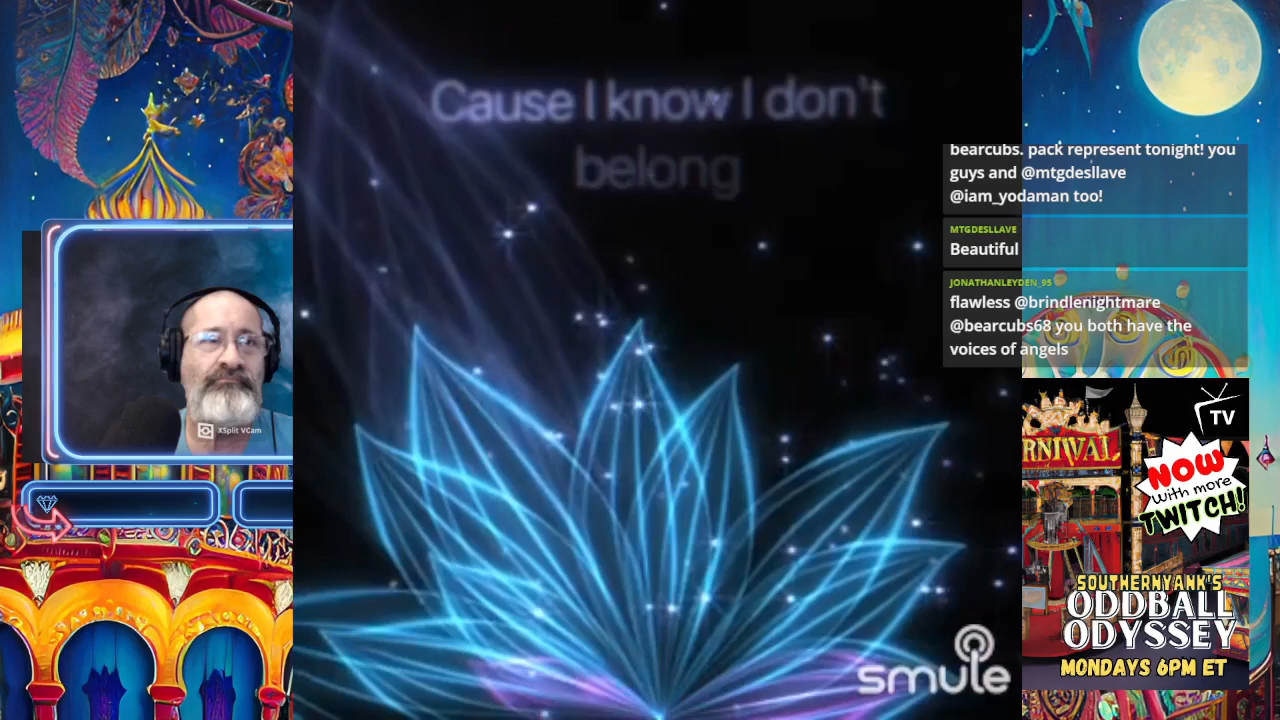 Cause I know I don't
belong
bearcubs. pack represent tonight! you
guys and @mtgdesllave
@iam_yodaman too!
MTGDESLLAVE
Beautiful
JONATHANLEYDEN_95
flawless @brindlenightmare
@bearcubs68 you both have the
voices of angels
XSplit VCam
TV
RNIVAL
NOW
with more
TWITCH!
SOUTHERNYANK'S
ODDBALL
ODYSSEY
MONDAYS 6PM ET
smule